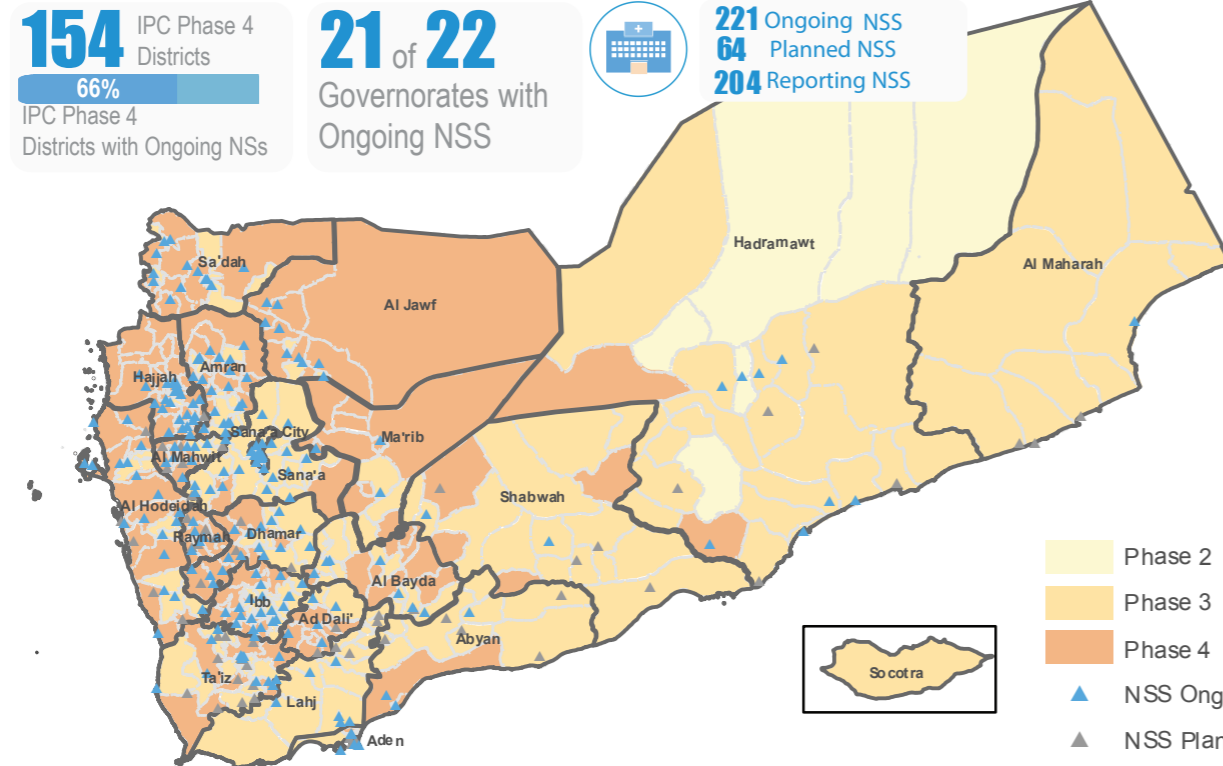 154 IPC Phase 4
Districts
66%
IPC Phase 4
Districts with Ongoing NSs
21 of 22
Governorates with
Ongoing NSS
221 Ongoing NSS
64 Planned NSS
204 Reporting NSS
Hadramawt
Sa'dah
Al Maharah
Al Jawf
Amran
Hajjah
Sana'a City
Ma'rib
Al Mahwit
Sana'a
Shabwah
Al Hodeidah
Raymah
Dhamar
Al Bayda
Ibb
Ad Dali'
Abyan
Ta'iz
Lahj
Aden
Socotra
Phase 2
Phase 3
Phase 4
NSS Ong
NSS Plan